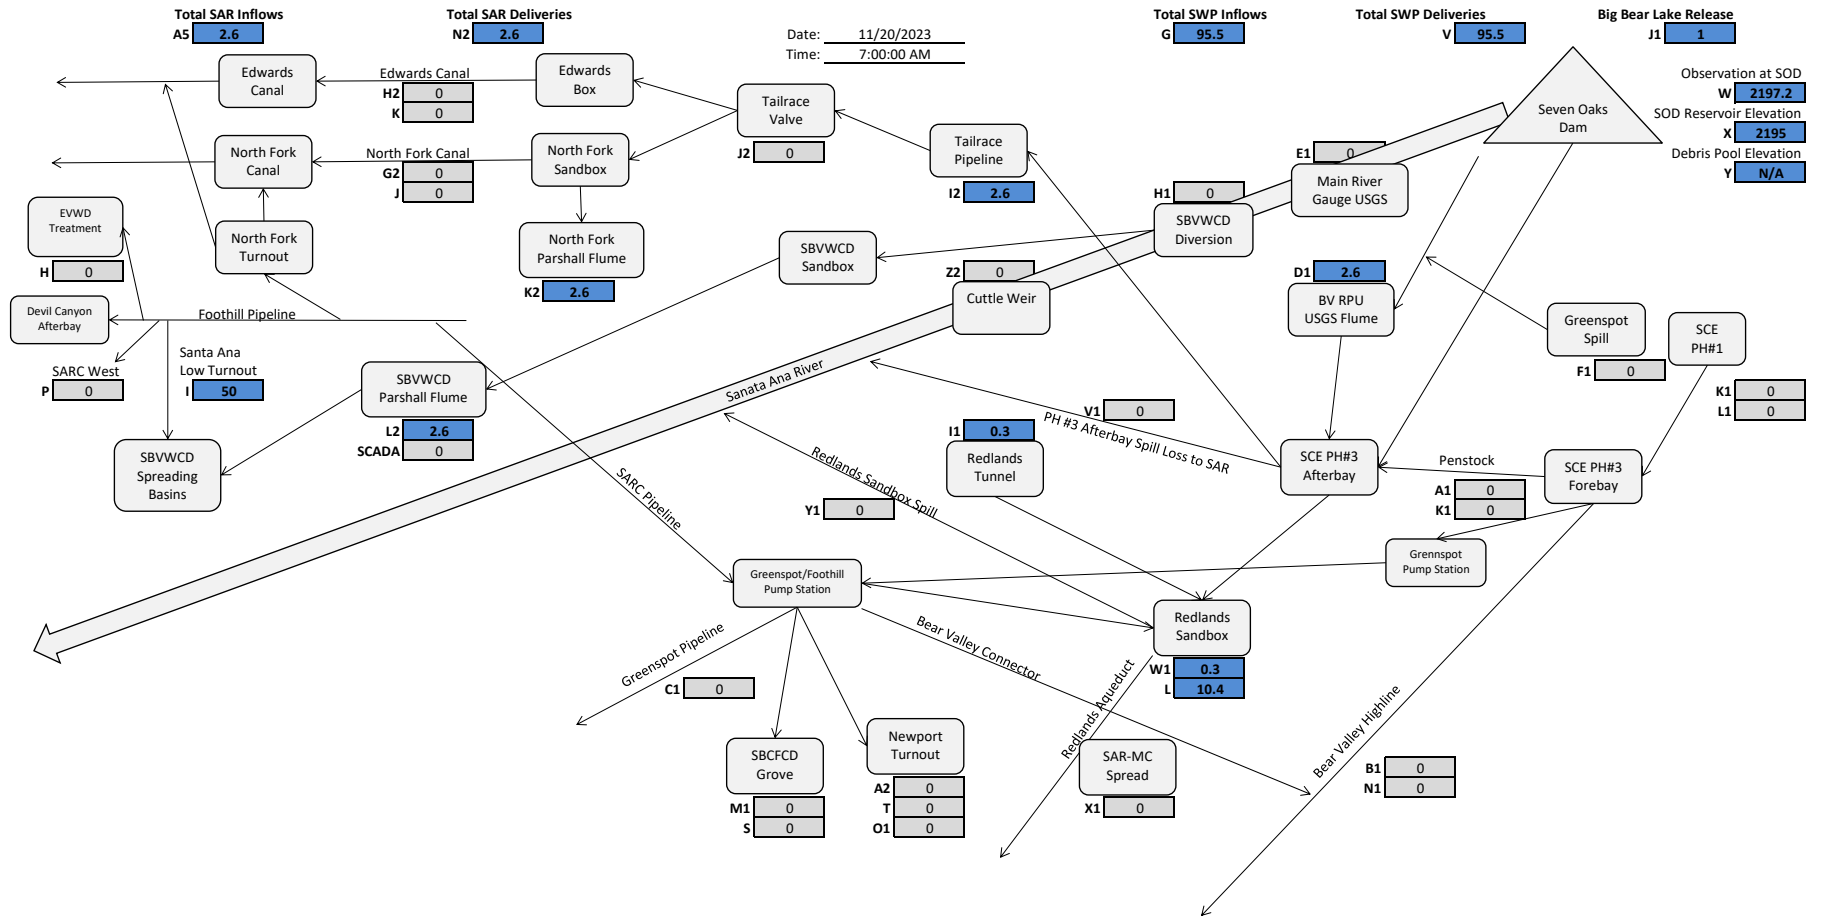 Total SAR Inflows
A5 2.6
Total SAR Deliveries
N2 2.6
Date: 11/20/2023
Time: 7:00:00 AM
Total SWP Inflows
G 95.5
Total SWP Deliveries
V 95.5
Big Bear Lake Release
J1 1
Observation at SOD
W 2197.2
SOD Reservoir Elevation
X 2195
Debris Pool Elevation
Y N/A
Edwards
Canal
Edwards Canal
H2 0
K 0
Edwards
Box
Tailrace
Valve
J2 0
Tailrace
Pipeline
I2 2.6
Seven Oaks
Dam
E1 0
Main River
Gauge USGS
H1 0
SBVWCD
Diversion
North Fork
Canal
North Fork Canal
G2 0
J 0
North Fork
Sandbox
EVWD
Treatment
H 0
North Fork
Turnout
North Fork
Parshall Flume
K2 2.6
SBVWCD
Sandbox
Z2 0
Cuttle Weir
D1 2.6
BV RPU
USGS Flume
Greenspot
Spill
F1 0
SCE
PH#1
K1 0
L1 0
Devil Canyon
Afterbay
Foothill Pipeline
SARC West
P 0
Santa Ana
Low Turnout
I 50
SBVWCD
Parshall Flume
L2 2.6
SCADA 0
Sanata Ana River
V1 0
PH #3 Afterbay Spill Loss to SAR
I1 0.3
Redlands
Tunnel
SBVWCD
Spreading
Basins
SARC Pipeline
Redlands Sandbox Spill
Y1 0
SCE PH#3
Afterbay
Penstock
A1 0
K1 0
SCE PH#3
Forebay
Grennspot
Pump Station
Greenspot/Foothill
Pump Station
Redlands
Sandbox
W1 0.3
L 10.4
Greenspot Pipeline
C1 0
Bear Valley Connector
Redlands Aqueduct
Bear Valley Highline
SBCFCD
Grove
M1 0
S 0
Newport
Turnout
A2 0
T 0
O1 0
SAR-MC
Spread
X1 0
B1 0
N1 0